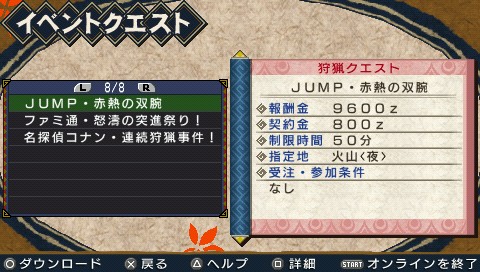 イベントクエスト
L 8/8 R
JUMP・赤熱の双腕
ファミ通・怒濤の突進祭り！
名探偵コナン・連続狩猟事件！
狩猟クエスト
JUMP・赤熱の双腕
報酬金 9600z
契約金 800z
制限時間 50分
指定地 火山<夜>
受注・参加条件
なし
○ダウンロード ×戻る △ヘルプ □詳細 START オンラインを終了